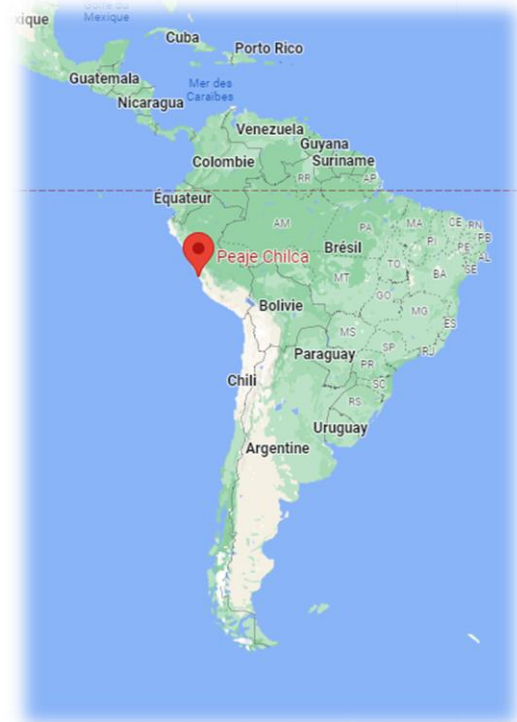 Golfe du
Mexique
xique
Cuba
Porto Rico
Guatemala
Mer des
Caraïbes
Nicaragua
Venezuela
Guyana
Colombie
Suriname
RR
AP
Équateur
AM
PA
MA
CE
RN
PB
PI
PE
AL
Brésil
Peaje Chilca
TO
SE
MT
BA
GO
Bolivie
MG
ES
MS
SP
RJ
Paraguay
PR
SC
Chili
RS
Uruguay
Argentine